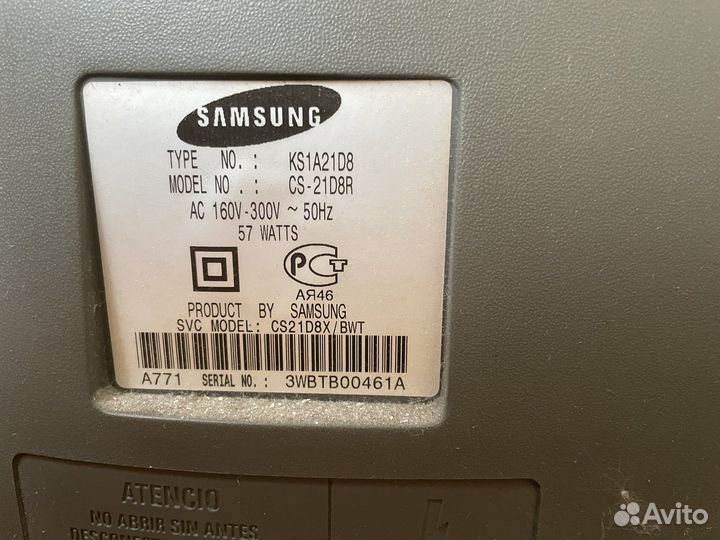 SAMSUNG
TYPE NO. : KS1A21D8
MODEL NO . : CS-21D8R
AC 160V-300V ~ 50Hz
57 WATTS
РСТ
АЯ46
PRODUCT BY SAMSUNG
SVC MODEL: CS21D8X/BWT
A771 SERIAL NO. : 3WBTB00461A
ATENCIO
NO ABRIR SIN ANTES
Avito